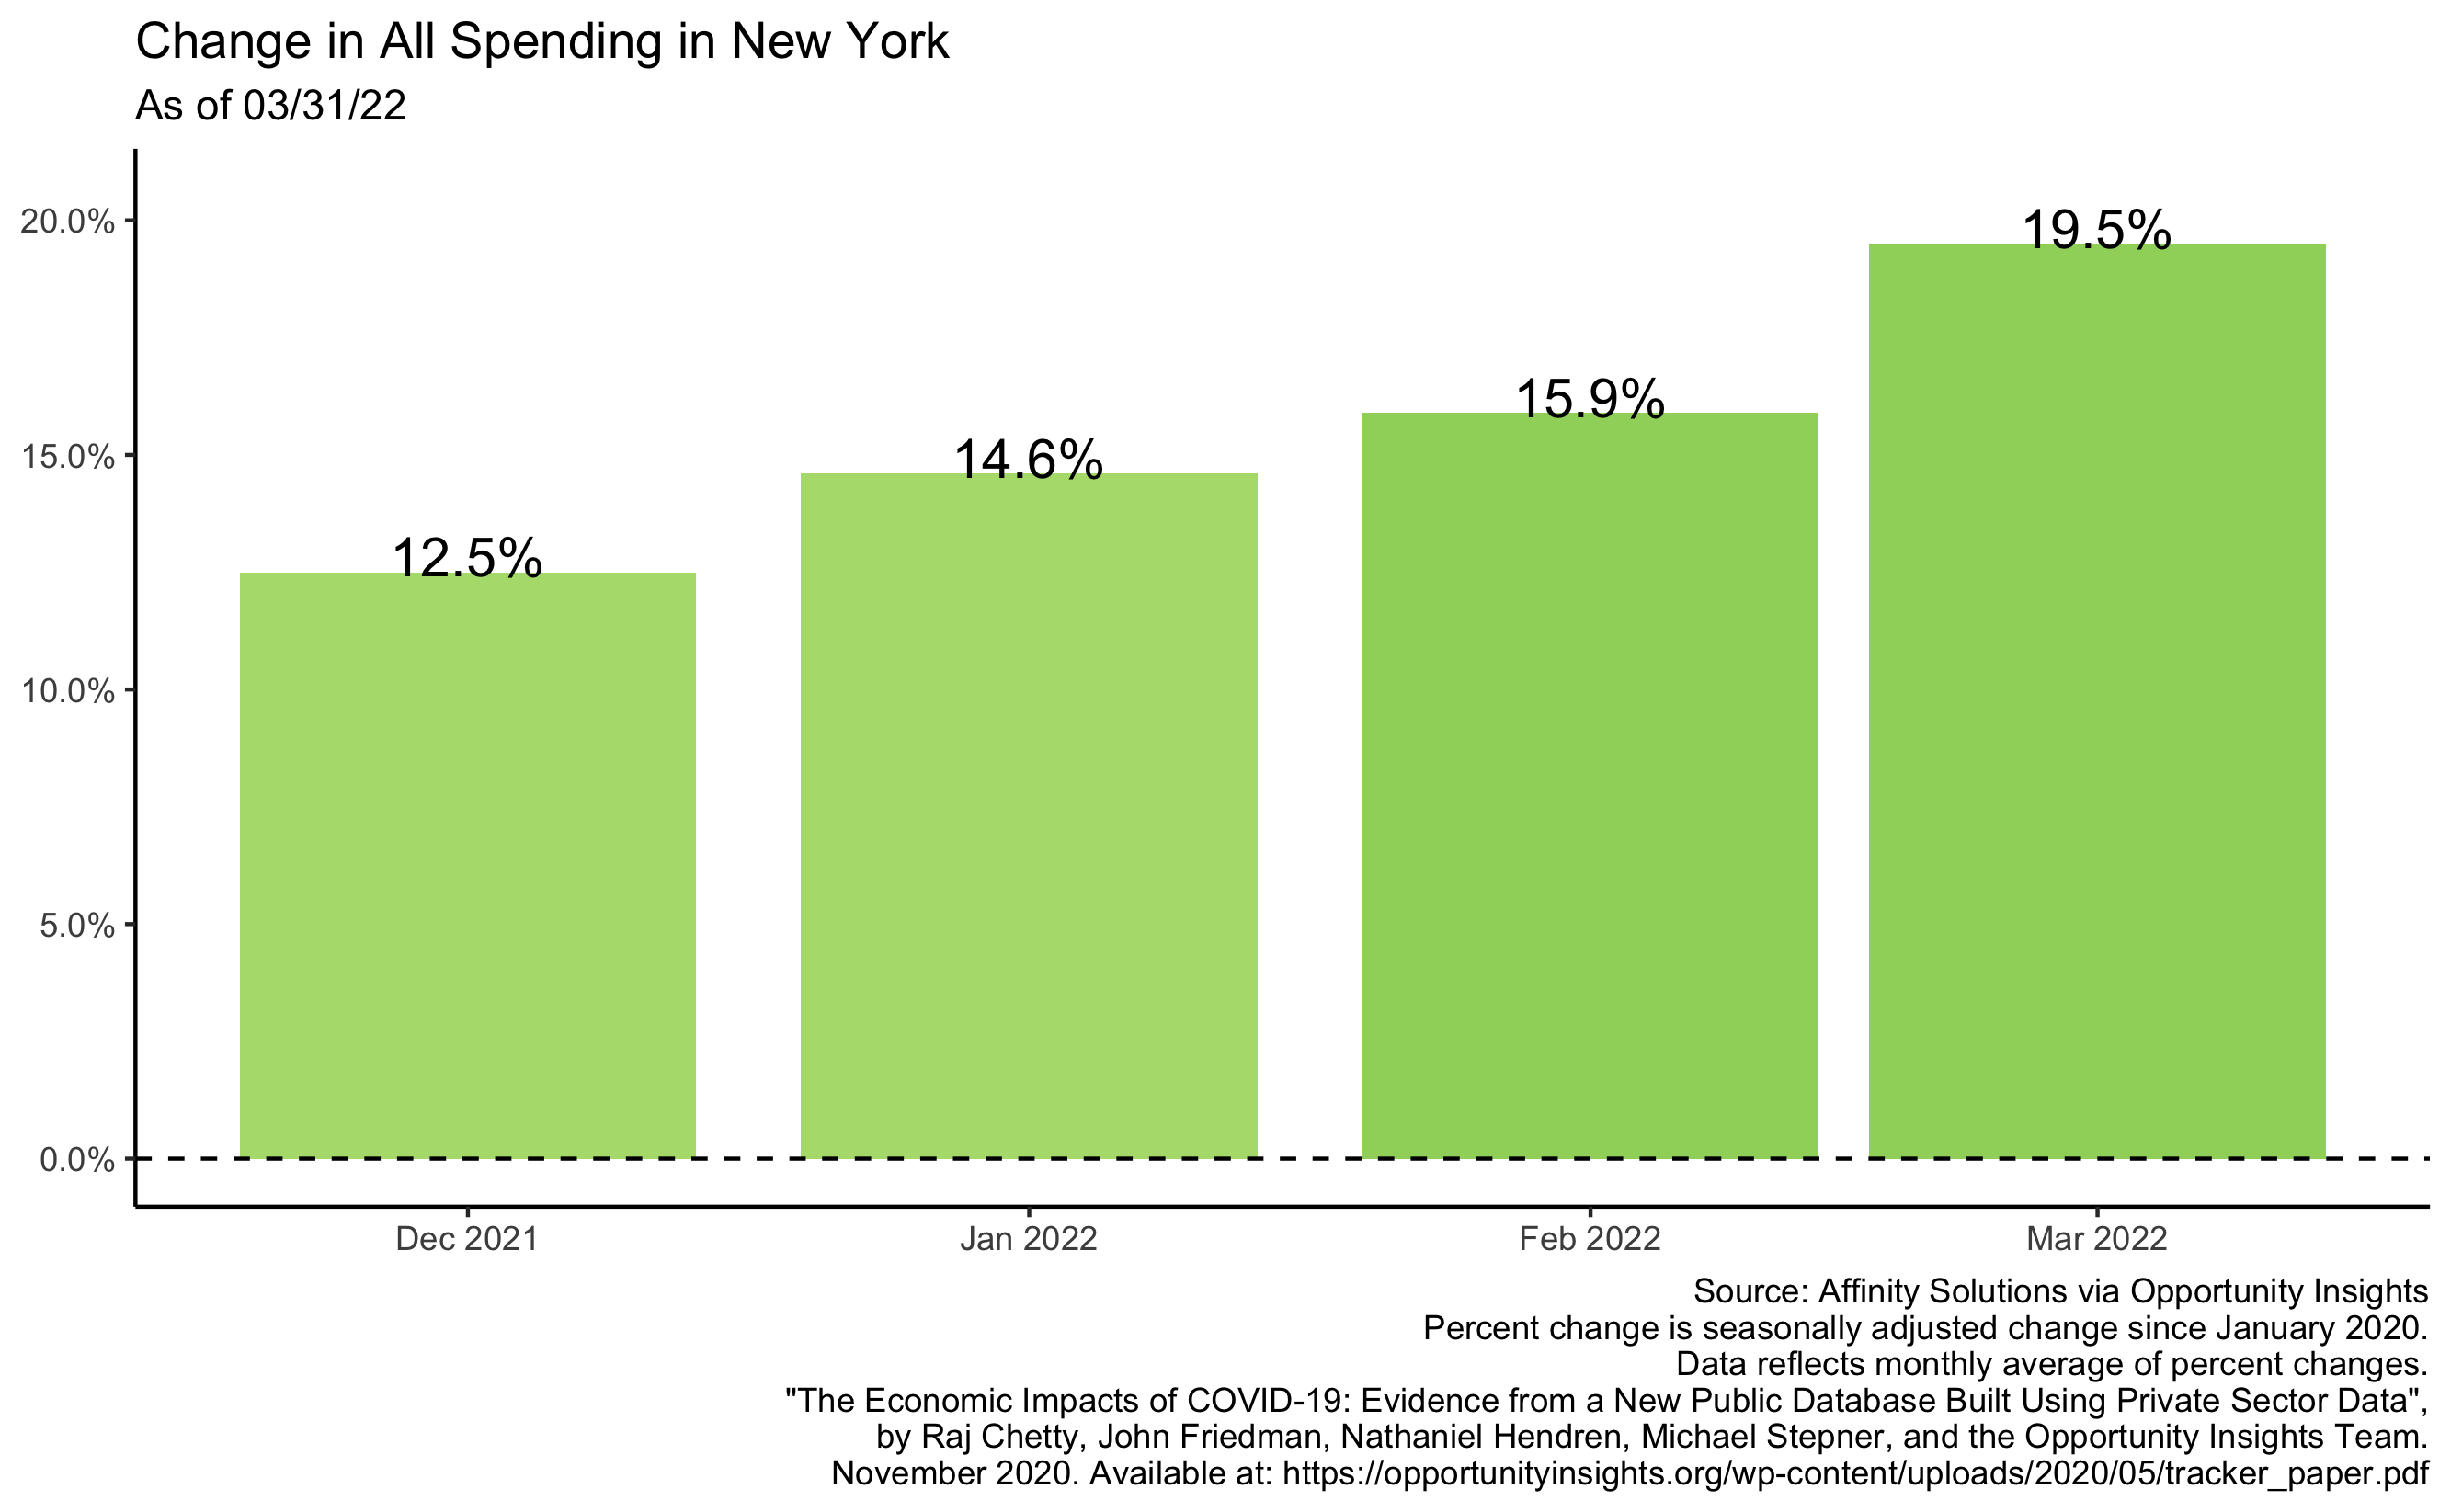 Change in All Spending in New York
As of 03/31/22
20.0%
15.0%
10.0%
5.0%
0.0%
12.5%
14.6%
15.9%
19.5%
Dec 2021
Jan 2022
Feb 2022
Mar 2022
Source: Affinity Solutions via Opportunity Insights
Percent change is seasonally adjusted change since January 2020.
Data reflects monthly average of percent changes.
"The Economic Impacts of COVID-19: Evidence from a New Public Database Built Using Private Sector Data",
by Raj Chetty, John Friedman, Nathaniel Hendren, Michael Stepner, and the Opportunity Insights Team.
November 2020. Available at: https://opportunityinsights.org/wp-content/uploads/2020/05/tracker_paper.pdf